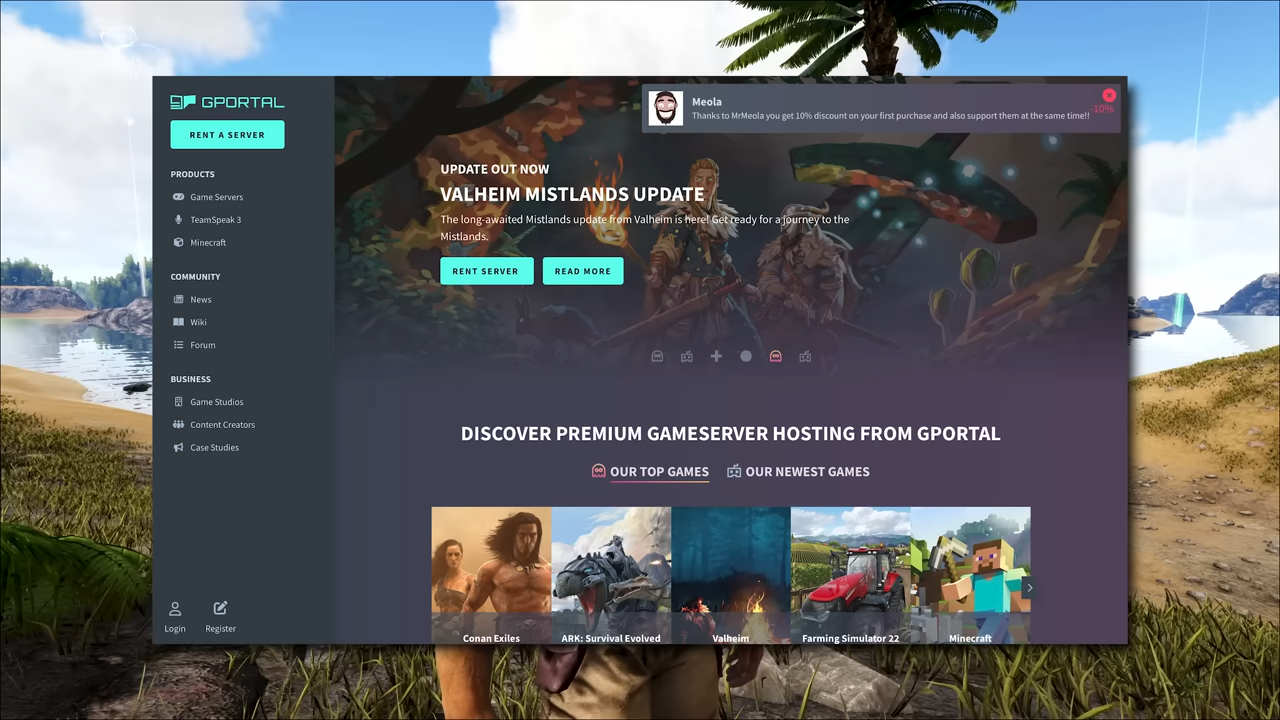 GPORTAL
RENT A SERVER
PRODUCTS
Game Servers
TeamSpeak 3
Minecraft
COMMUNITY
News
Wiki
Forum
BUSINESS
Game Studios
Content Creators
Case Studies
Login
Register
Meola
-10%
Thanks to MrMeola you get 10% discount on your first purchase and also support them at the same time!!
UPDATE OUT NOW
VALHEIM MISTLANDS UPDATE
The long-awaited Mistlands update from Valheim is here! Get ready for a journey to the
Mistlands.
RENT SERVER
READ MORE
DISCOVER PREMIUM GAMESERVER HOSTING FROM GPORTAL
OUR TOP GAMES
OUR NEWEST GAMES
Conan Exiles
ARK: Survival Evolved
Valheim
Farming Simulator 22
Minecraft